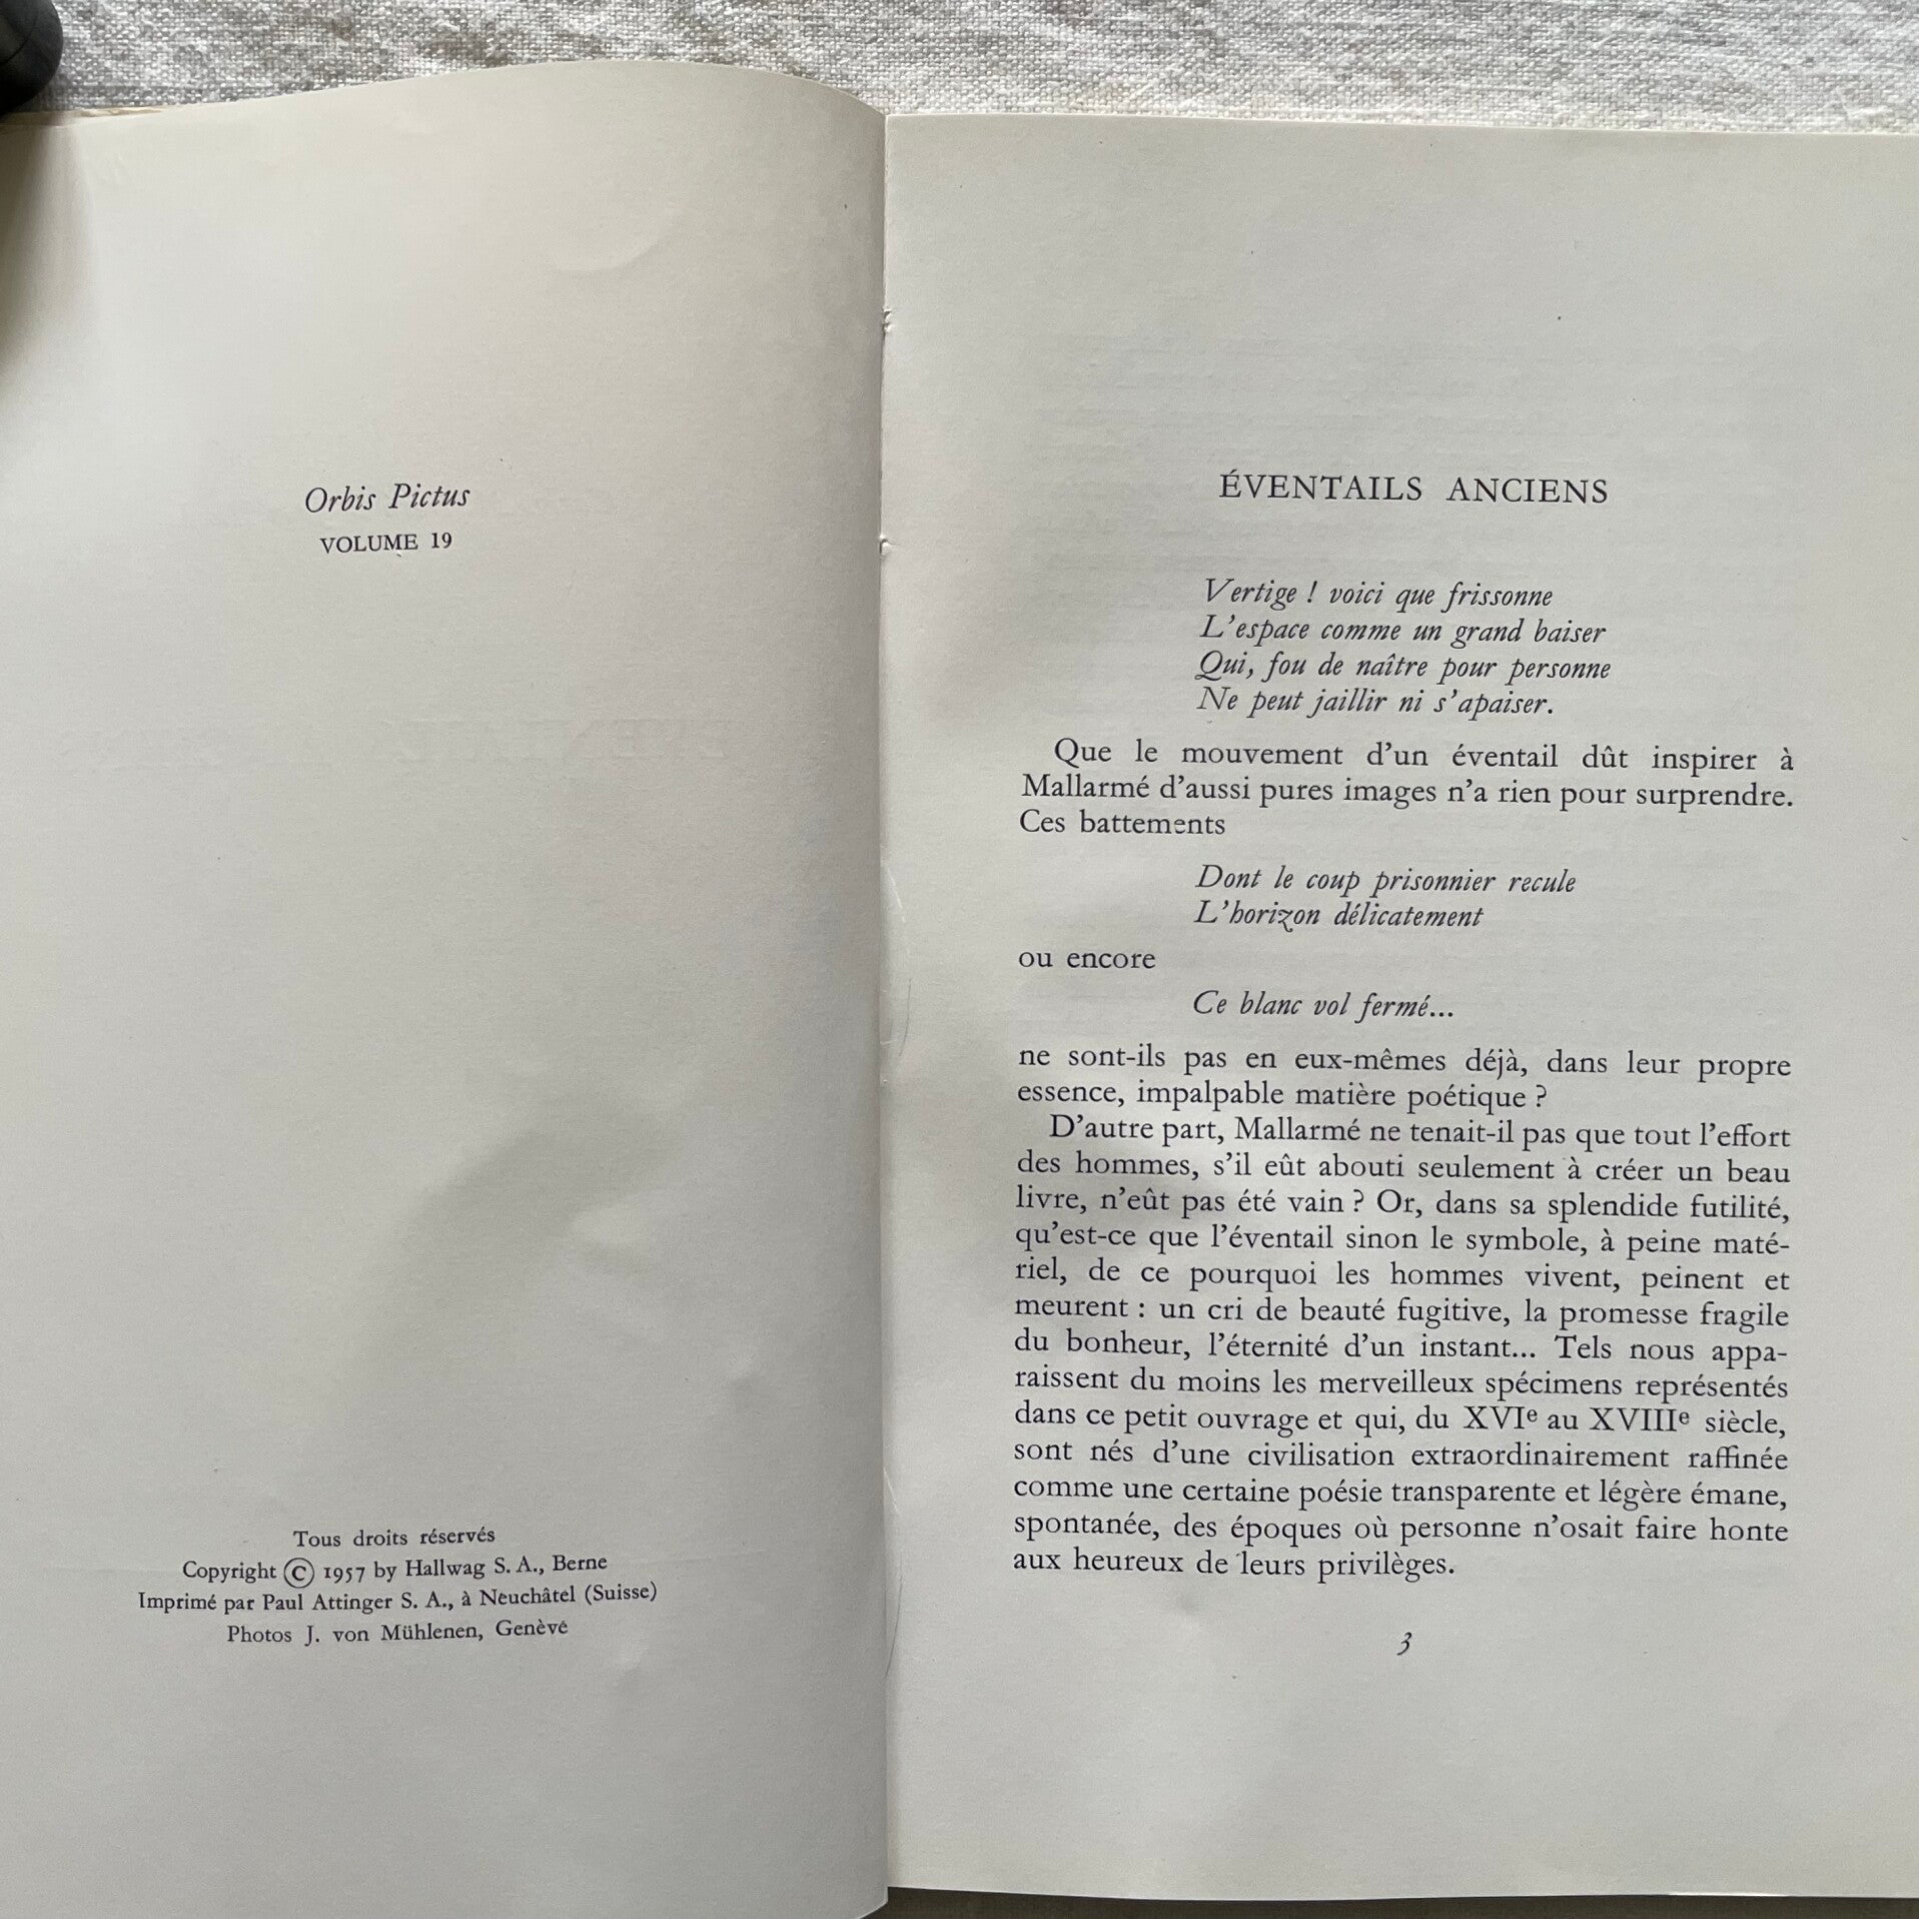 Orbis Pictus
VOLUME 19
Tous droits réservés
Copyright © 1957 by Hallwag S. A., Berne
Imprimé par Paul Attinger S. A., à Neuchâtel (Suisse)
Photos J. von Mühlenen, Genève
ÉVENTAILS ANCIENS
Vertige ! voici que frissonne
L'espace comme un grand baiser
Qui, fou de naître pour personne
Ne peut jaillir ni s'apaiser.
Que le mouvement d'un éventail dût inspirer à
Mallarmé d'aussi pures images n'a rien pour surprendre.
Ces battements
Dont le coup prisonnier recule
L'horizon délicatement
ou encore
Ce blanc vol fermé...
ne sont-ils pas en eux-mêmes déjà, dans leur propre
essence, impalpable matière poétique ?
D'autre part, Mallarmé ne tenait-il pas que tout l'effort
des hommes, s'il eût abouti seulement à créer un beau
livre, n'eût pas été vain ? Or, dans sa splendide futilité,
qu'est-ce que l'éventail sinon le symbole, à peine maté-
riel, de ce pourquoi les hommes vivent, peinent et
meurent : un cri de beauté fugitive, la promesse fragile
du bonheur, l'éternité d'un instant... Tels nous appa-
raissent du moins les merveilleux spécimens représentés
dans ce petit ouvrage et qui, du XVIe au XVIIIe siècle,
sont nés d'une civilisation extraordinairement raffinée
comme une certaine poésie transparente et légère émane,
spontanée, des époques où personne n'osait faire honte
aux heureux de leurs privilèges.
3